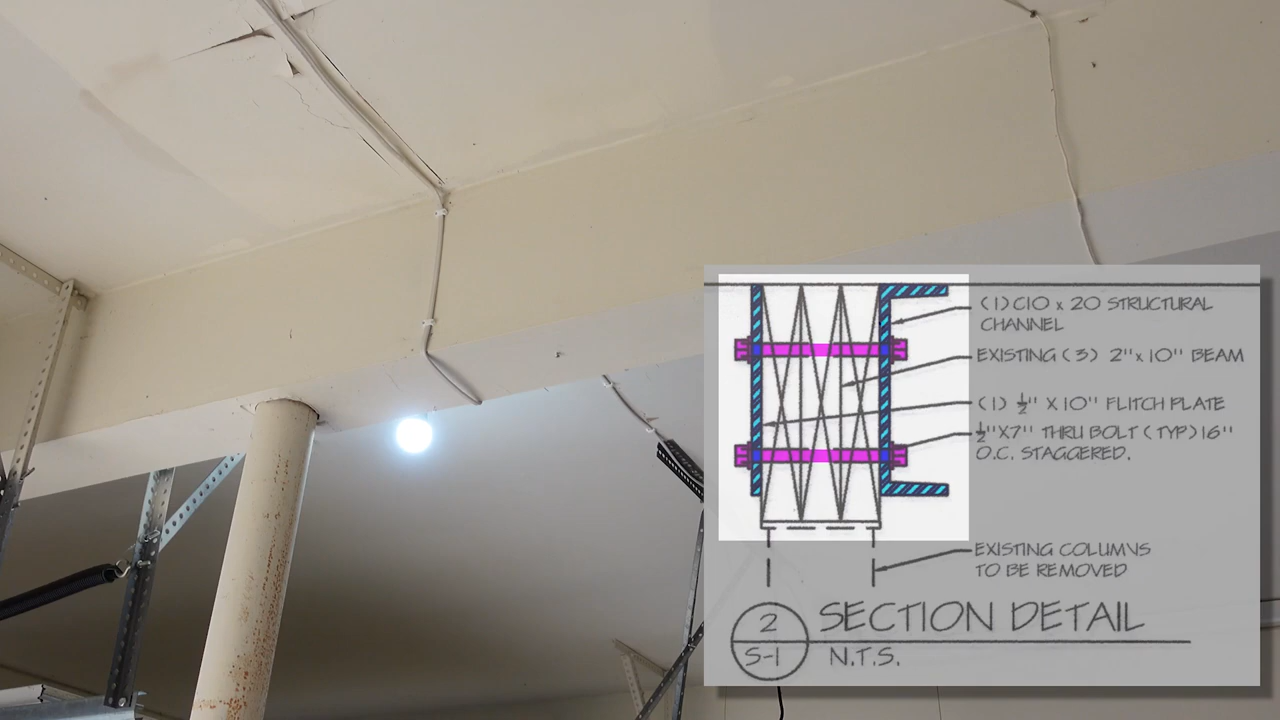 (1) C10 x 20 STRUCTURAL
CHANNEL
EXISTING (3) 2" x 10" BEAM
(1) ½" X 10" FLITCH PLATE
½" X 7" THRU BOLT (TYP) 16"
O.C. STAGGERED.
EXISTING COLUMNS
TO BE REMOVED
2
S-1
SECTION DETAIL
N.T.S.